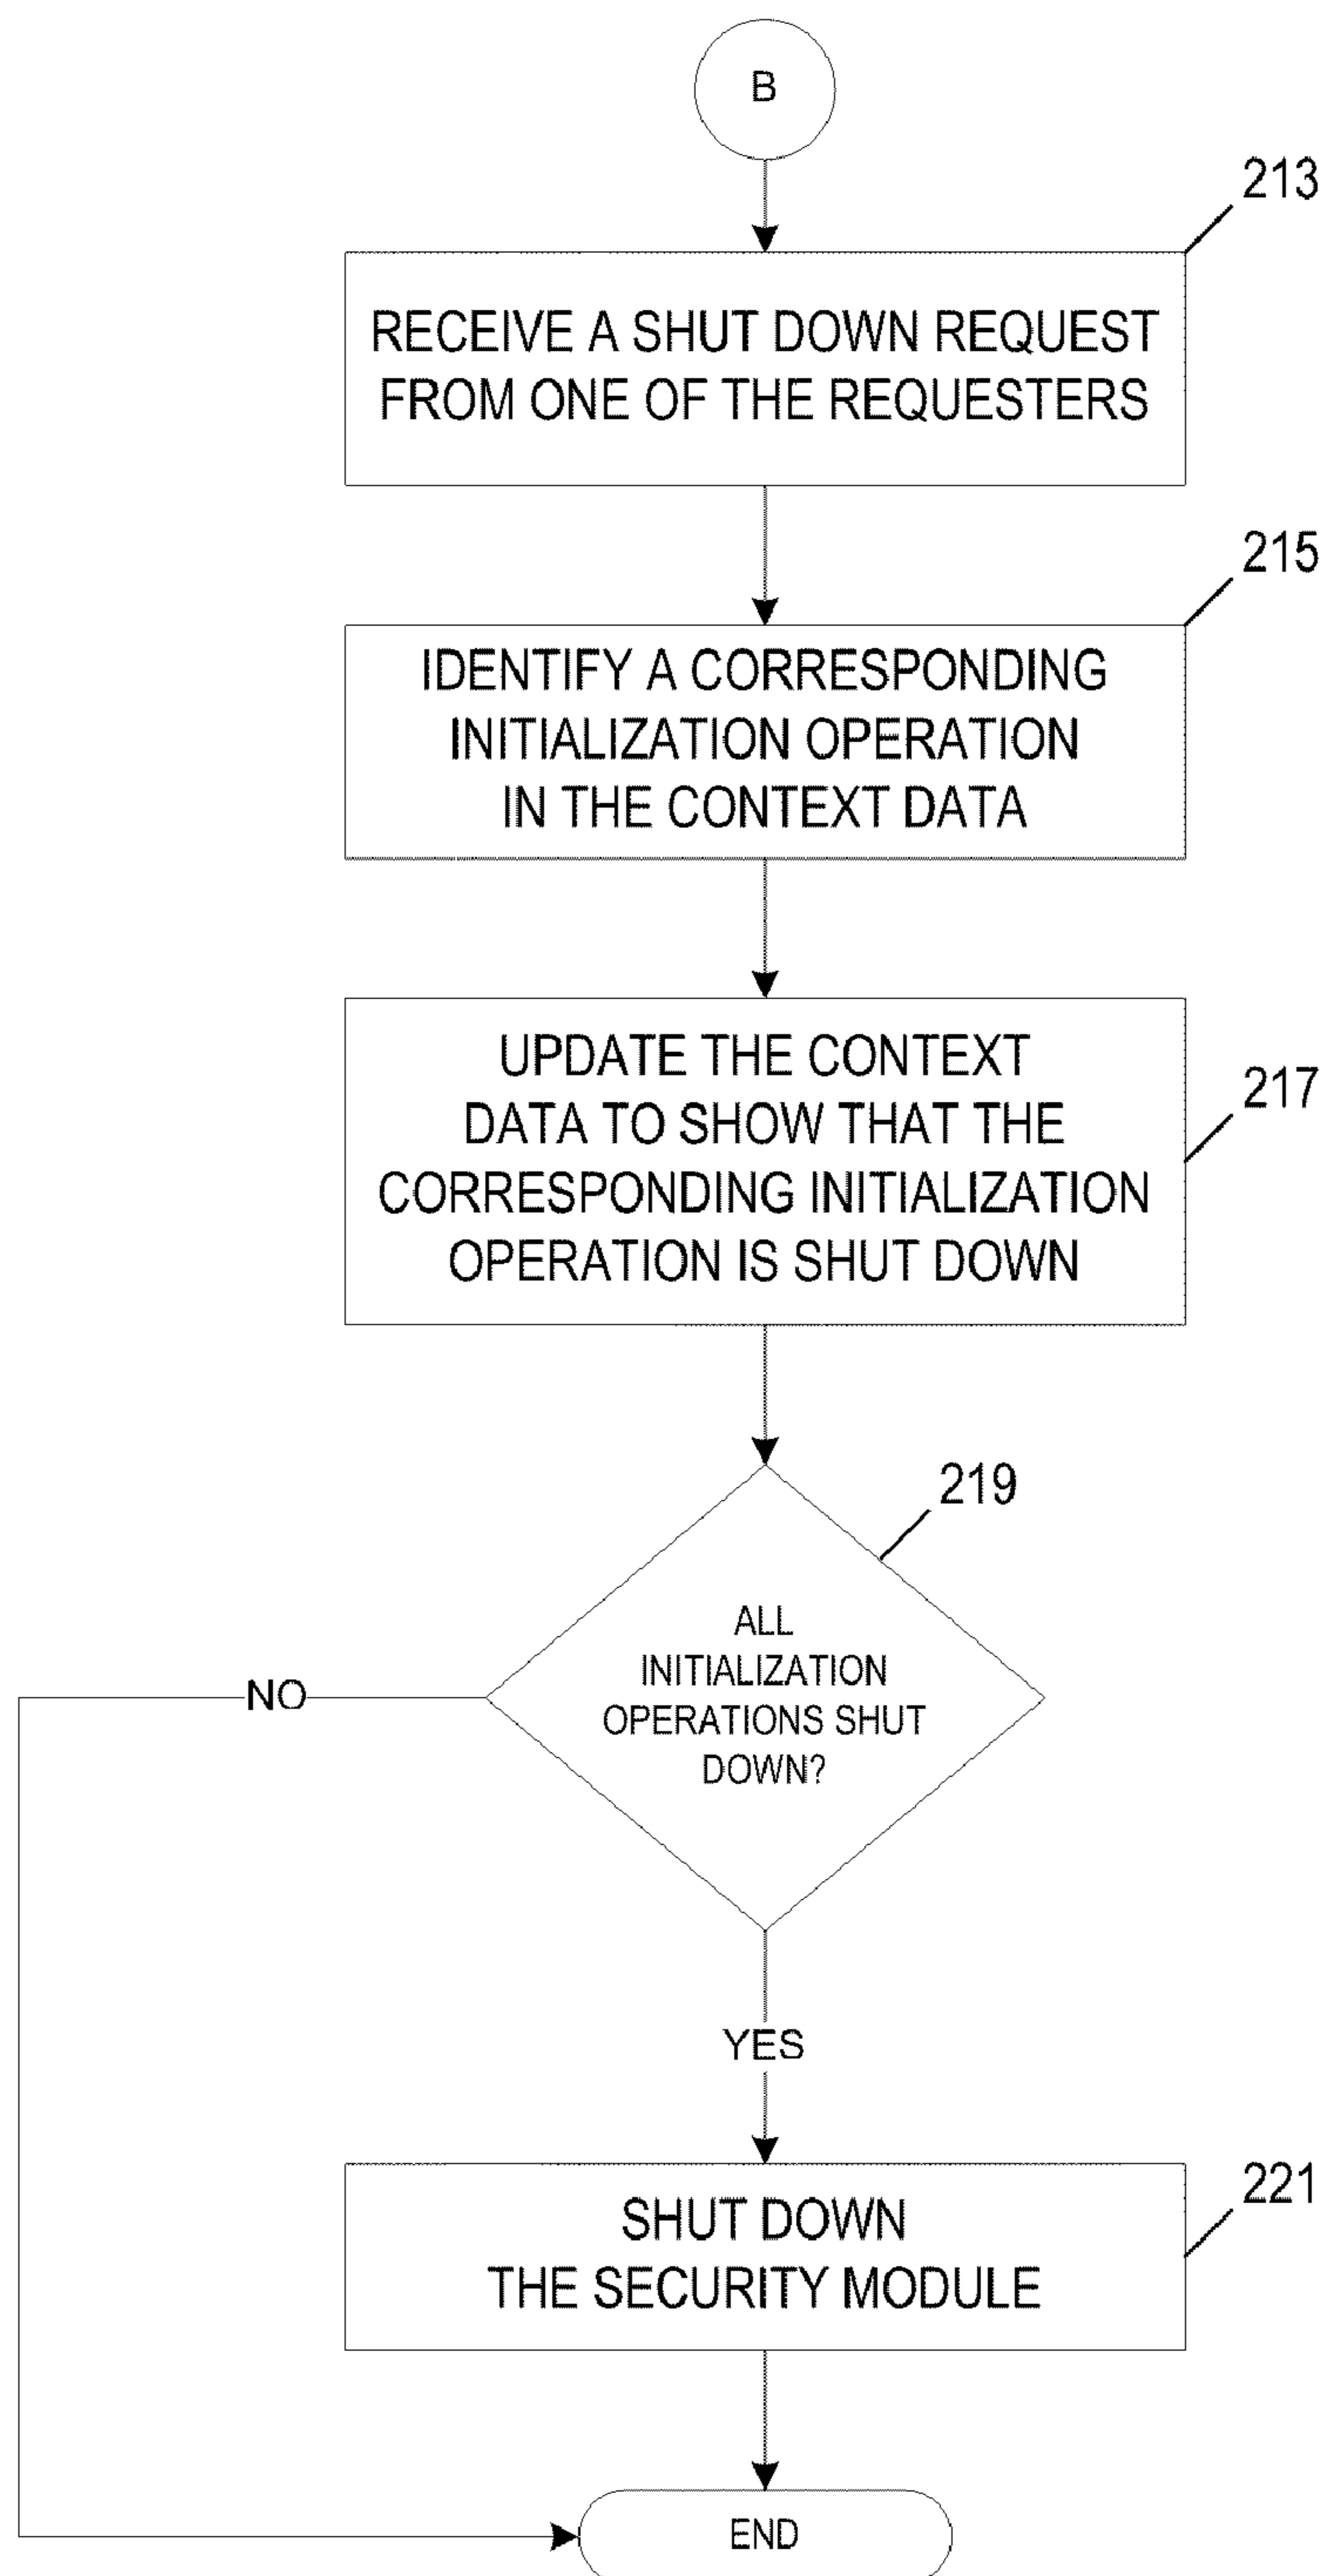 B
213
RECEIVE A SHUT DOWN REQUEST
FROM ONE OF THE REQUESTERS
215
IDENTIFY A CORRESPONDING
INITIALIZATION OPERATION
IN THE CONTEXT DATA
217
UPDATE THE CONTEXT
DATA TO SHOW THAT THE
CORRESPONDING INITIALIZATION
OPERATION IS SHUT DOWN
219
ALL
INITIALIZATION
OPERATIONS SHUT
DOWN?
NO
YES
221
SHUT DOWN
THE SECURITY MODULE
END